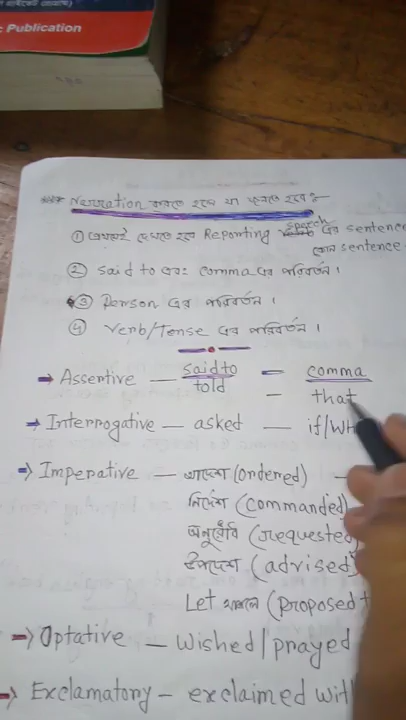 Publication
*** Narration করতে হলে যা করতে হবে :-
① প্রথমেই দেখতে হবে Reporting speech এর sentence
কোন sentence
② said to এবং comma এর পরিবর্তন।
③ Person এর পরিবর্তন।
④ Verb/Tense এর পরিবর্তন।
→ Assertive — said to — comma
told — that
→ Interrogative — asked — if/Wh
→ Imperative — আদেশ (ordered) —
নির্দেশ (commanded)
অনুরোধ (requested
উপদেশ (advised)
Let থাকলে (proposed t
→ Optative — Wished/prayed
→ Exclamatory — exclaimed wit